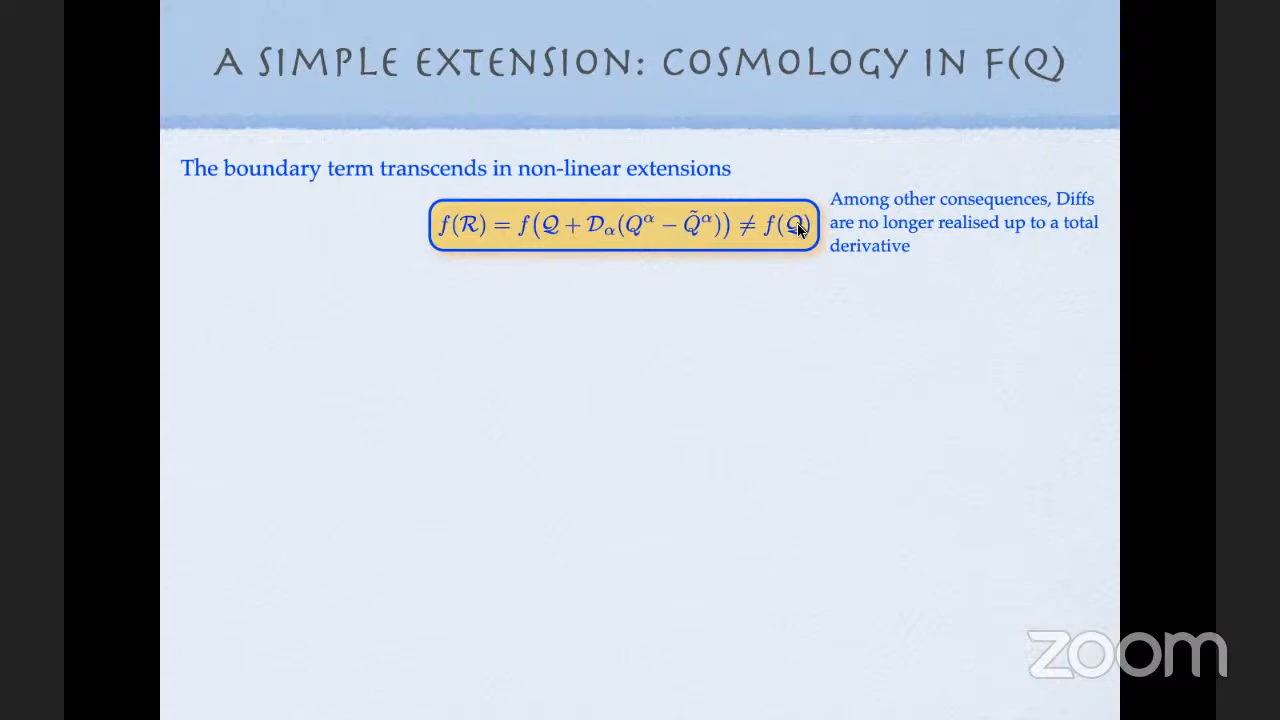 A SIMPLE EXTENSION: COSMOLOGY IN F(Q)
The boundary term transcends in non-linear extensions
Among other consequences, Diffs
are no longer realised up to a total
derivative
f(ℛ) = f(𝒬 + 𝒟_α(Q^α − Q̃^α)) ≠ f(𝒬)
zoom